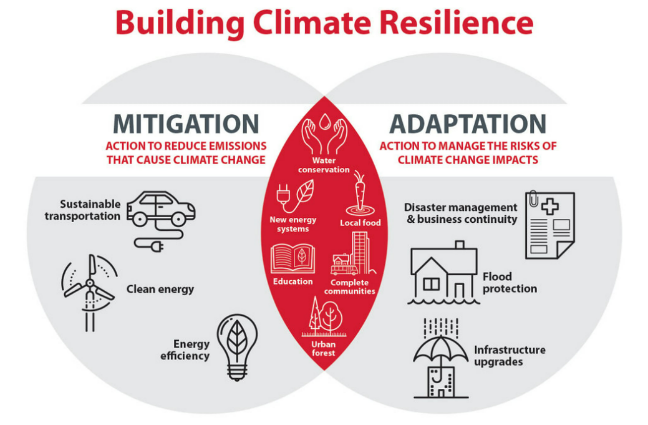 Building Climate Resilience
MITIGATION
ACTION TO REDUCE EMISSIONS
THAT CAUSE CLIMATE CHANGE
Sustainable
transportation
Clean energy
Energy
efficiency
Water
conservation
New energy
systems
Local food
Education
Complete
communities
Urban
forest
ADAPTATION
ACTION TO MANAGE THE RISKS OF
CLIMATE CHANGE IMPACTS
Disaster management
& business continuity
Flood
protection
Infrastructure
upgrades